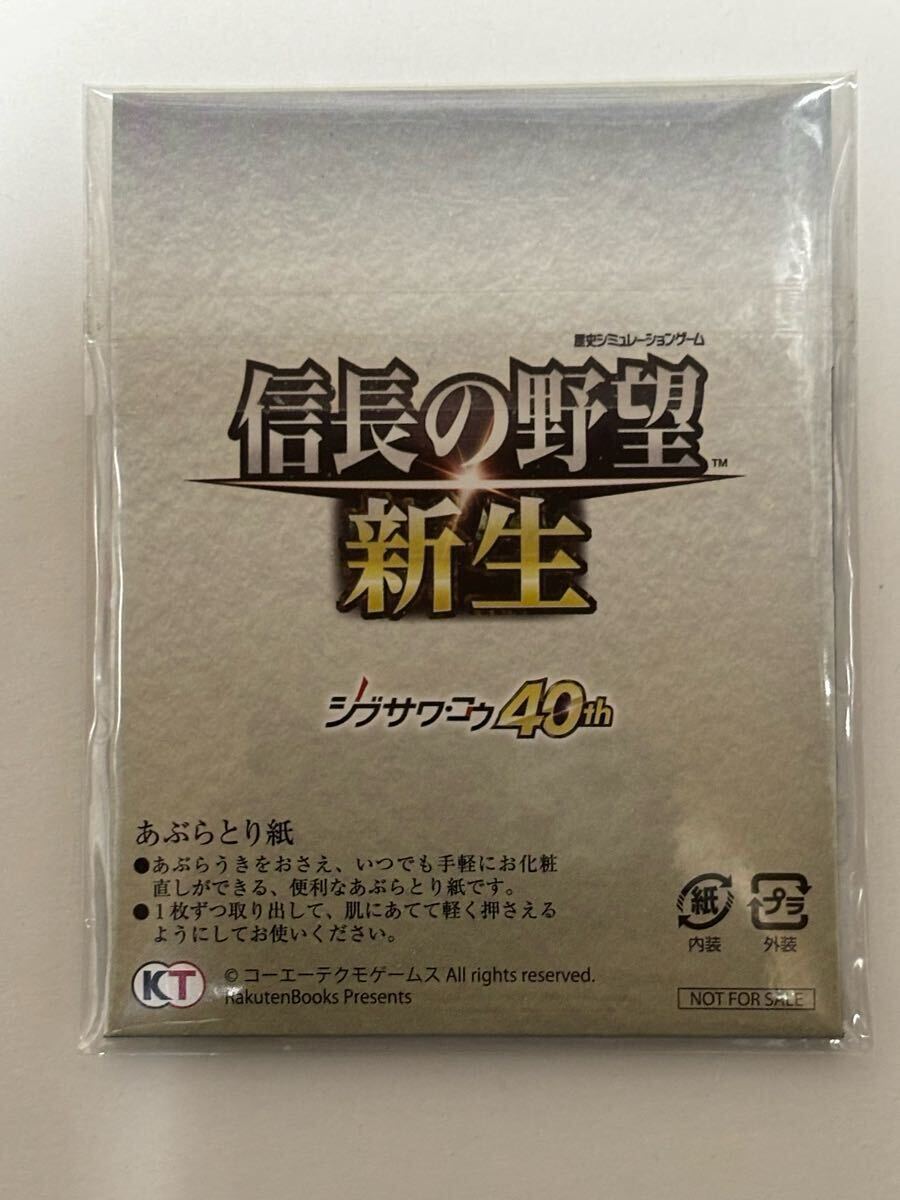 歴史シミュレーションゲーム
信長の野望 TM
新生
シブサワ・コウ 40th
あぶらとり紙
●あぶらうきをおさえ、いつでも手軽にお化粧
直しができる、便利なあぶらとり紙です。
●1枚ずつ取り出して、肌にあてて軽く押さえる
ようにしてお使いください。
紙
内装
プラ
外装
KT
© コーエーテクモゲームス All rights reserved.
RakutenBooks Presents
NOT FOR SALE